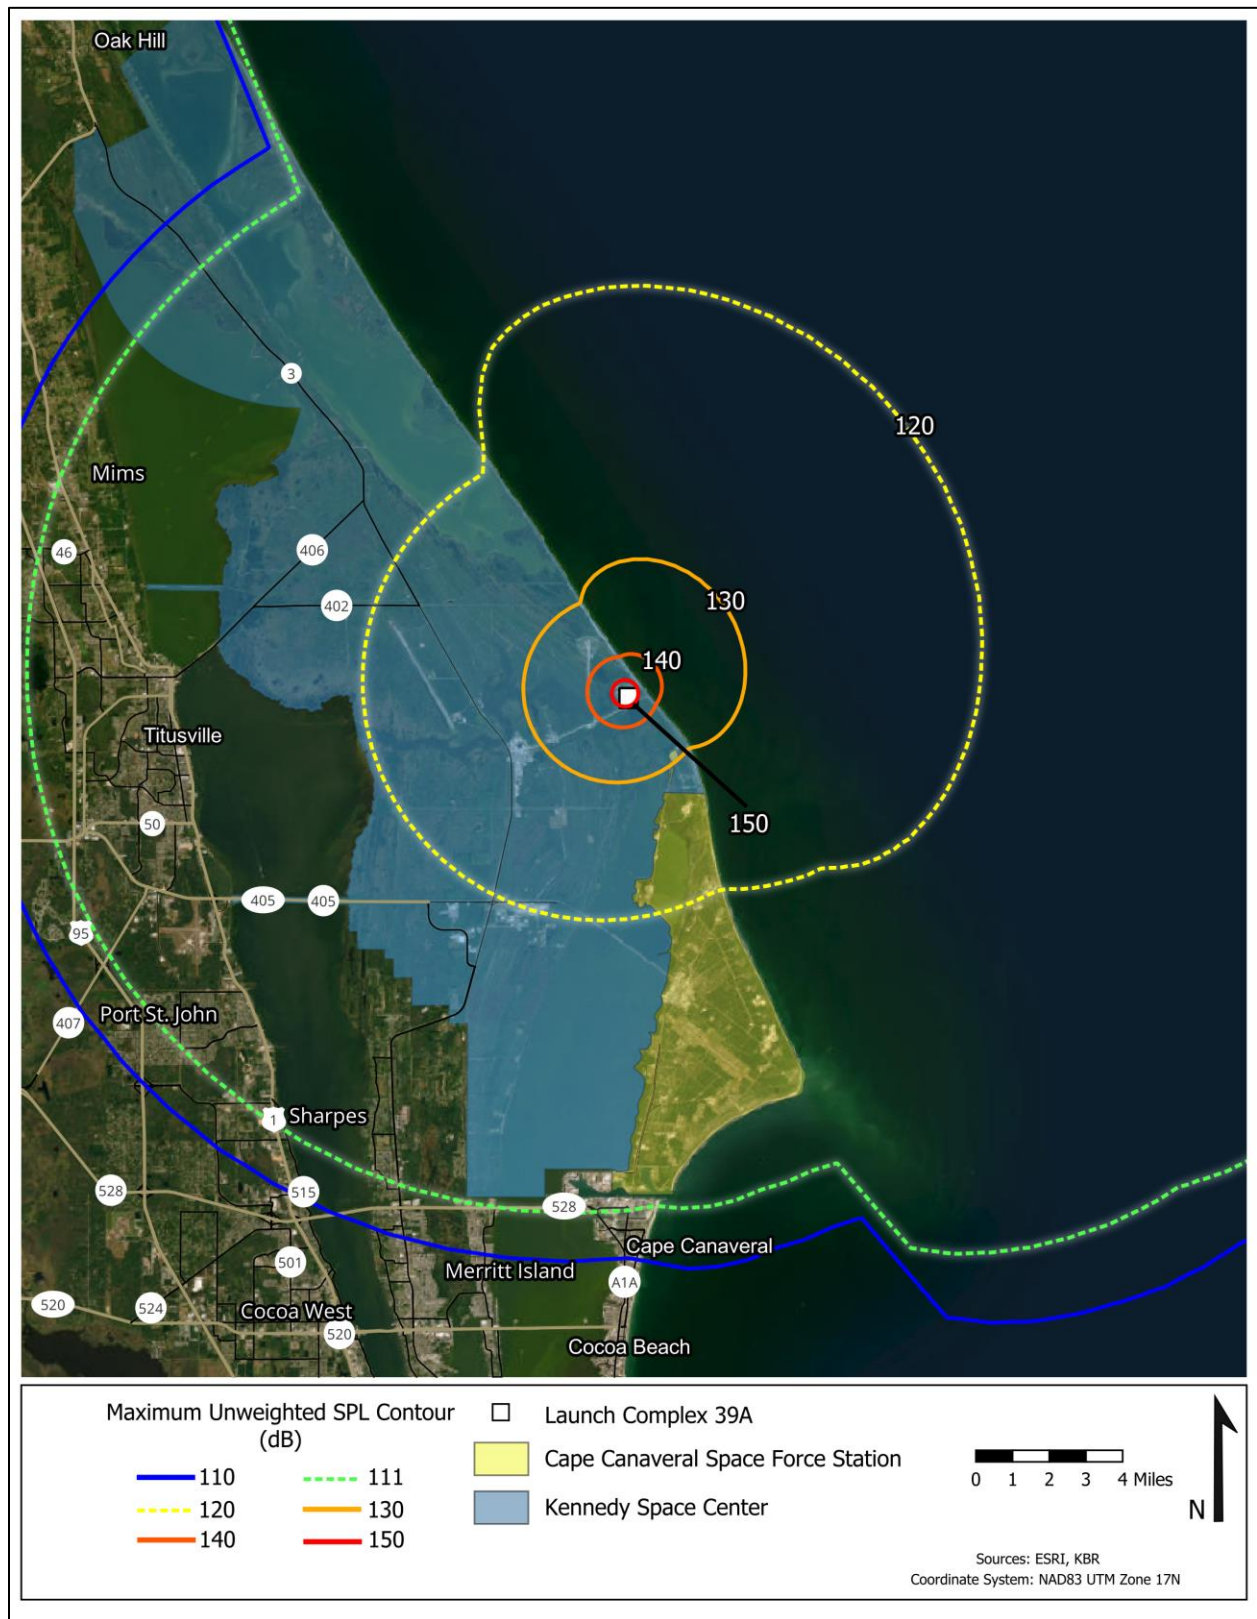 Oak Hill
3
120
Mims
46
406
402
130
140
Titusville
150
50
405
405
95
Port St. John
407
1
Sharpes
528
515
528
Cape Canaveral
501
Merritt Island
A1A
520
524
Cocoa West
520
Cocoa Beach
Maximum Unweighted SPL Contour
(dB)
110
111
120
130
140
150
Launch Complex 39A
Cape Canaveral Space Force Station
Kennedy Space Center
0 1 2 3 4 Miles
N
Sources: ESRI, KBR
Coordinate System: NAD83 UTM Zone 17N